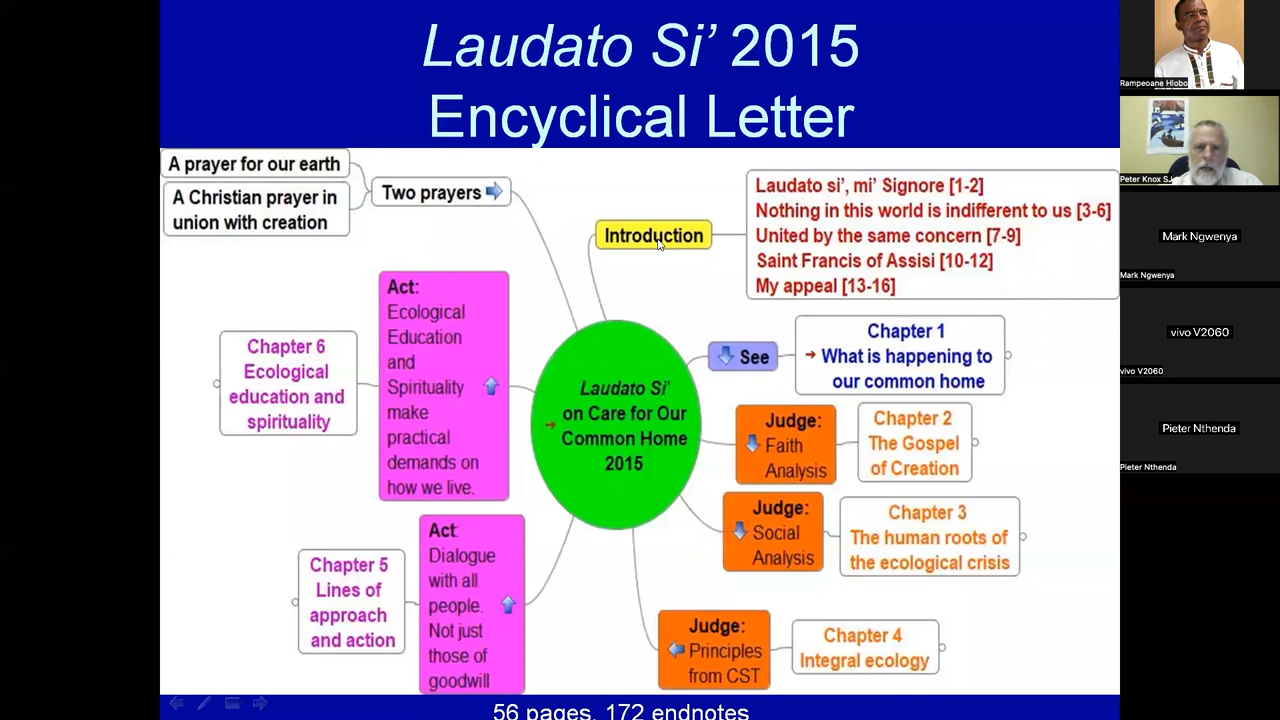 Laudato Si’ 2015
Encyclical Letter
A prayer for our earth
A Christian prayer in
union with creation
Two prayers
Introduction
Laudato si’, mi’ Signore [1-2]
Nothing in this world is indifferent to us [3-6]
United by the same concern [7-9]
Saint Francis of Assisi [10-12]
My appeal [13-16]
See
Chapter 1
What is happening to
our common home
Judge:
Faith
Analysis
Chapter 2
The Gospel
of Creation
Judge:
Social
Analysis
Chapter 3
The human roots of
the ecological crisis
Judge:
Principles
from CST
Chapter 4
Integral ecology
Act
Dialogue
with all
people.
Not just
those of
goodwill
Chapter 5
Lines of
approach
and action
Act:
Ecological
Education
and
Spirituality
make
practical
demands on
how we live.
Chapter 6
Ecological
education and
spirituality
Laudato Si’
on Care for Our
Common Home
2015
56 pages, 172 endnotes
Rampeoane Hlobo
Peter Knox SJ
Mark Ngwenya
Mark Ngwenya
vivo V2060
vivo V2060
Pieter Nthenda
Pieter Nthenda